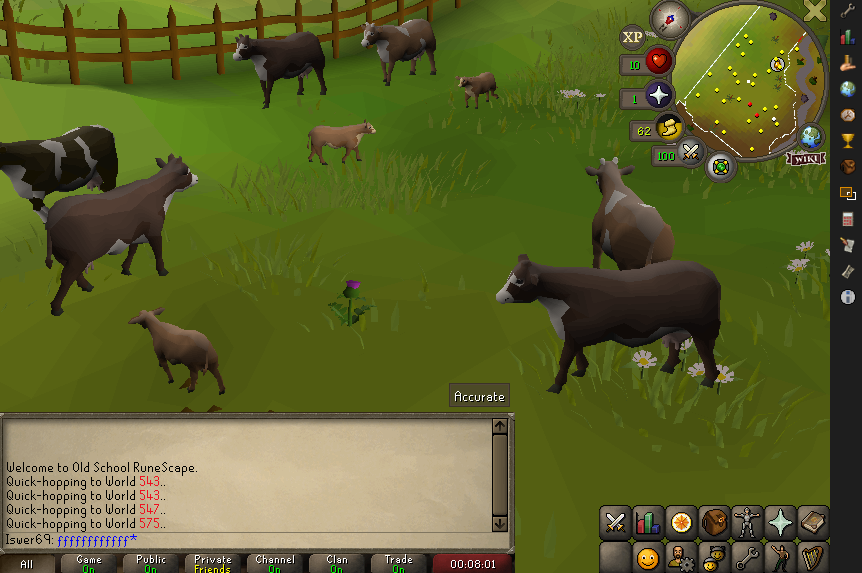 XP
10
1
62
100
WIKI
Accurate
Welcome to Old School RuneScape.
Quick-hopping to World 543..
Quick-hopping to World 543..
Quick-hopping to World 547..
Quick-hopping to World 575..
Iswer69: ffffffffffff*
All
Game
On
Public
On
Private
Friends
Channel
On
Clan
On
Trade
On
00:08:01